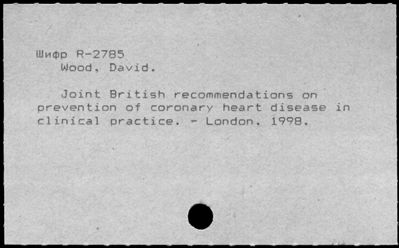 Шифр R-2785
Wood, David.
Joint British recommendations on
prevention of coronary heart disease in
clinical practice. - London, 1998.